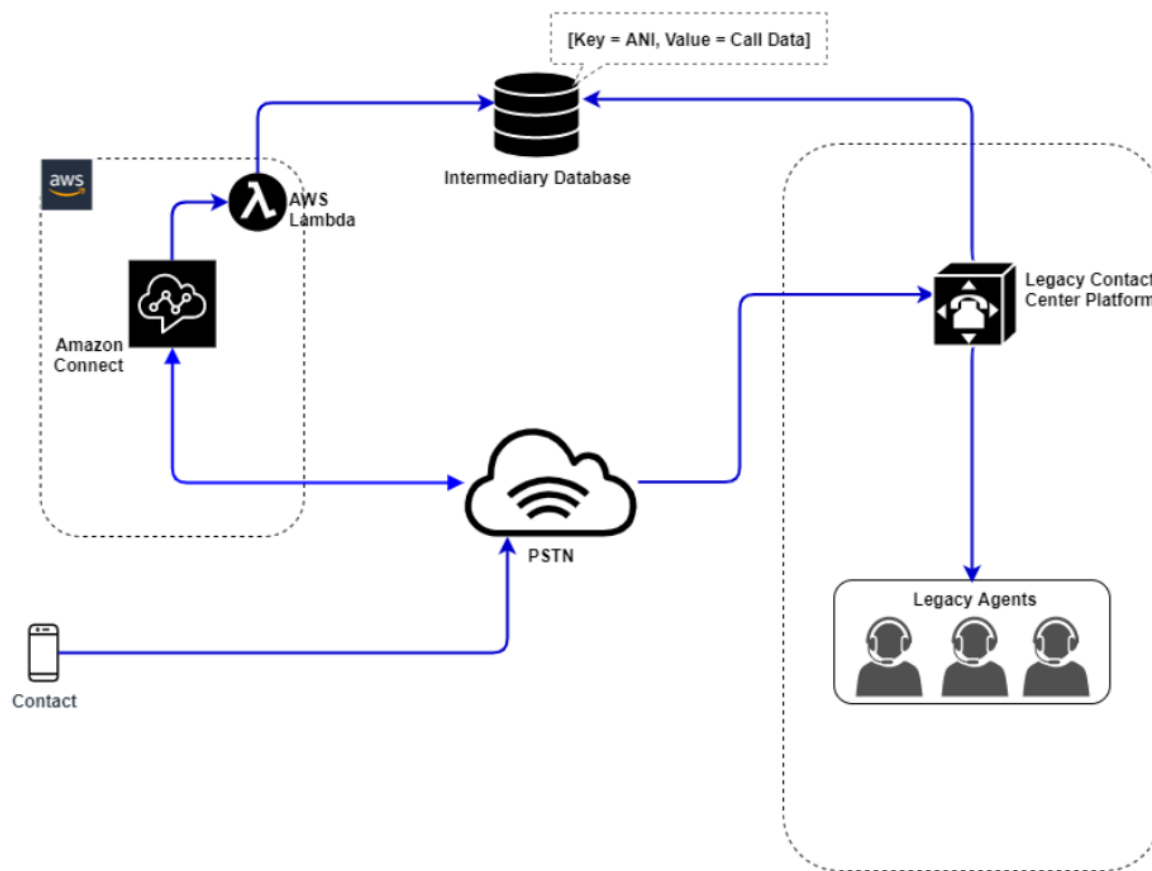 [Key = ANI, Value = Call Data]
aws
Intermediary Database
AWS
Lambda
Legacy Contact
Center Platform
Amazon
Connect
PSTN
Legacy Agents
Contact